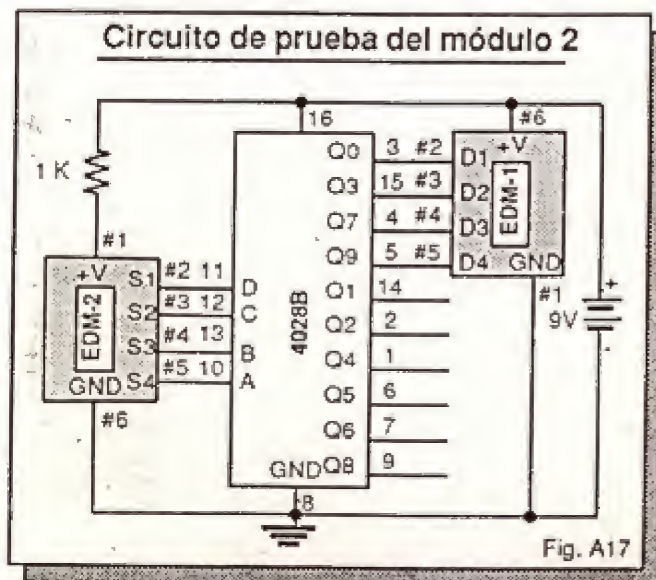 Circuito de prueba del módulo 2
16
#6
1 K
Q0 3 #2 D1 +V
Q3 15 #3 D2
Q7 4 #4 D3
Q9 5 #5 D4 GND
EDM-1
#1
+V
S1 #2 11 D
S2 #3 12 C
S3 #4 13 B
GND S4 #5 10 A
EDM-2
#6
4028B
Q1 14
Q2 2
Q4 1
Q5 6
Q6 7
Q8 9
GND
8
#1
+
9V
Fig. A17